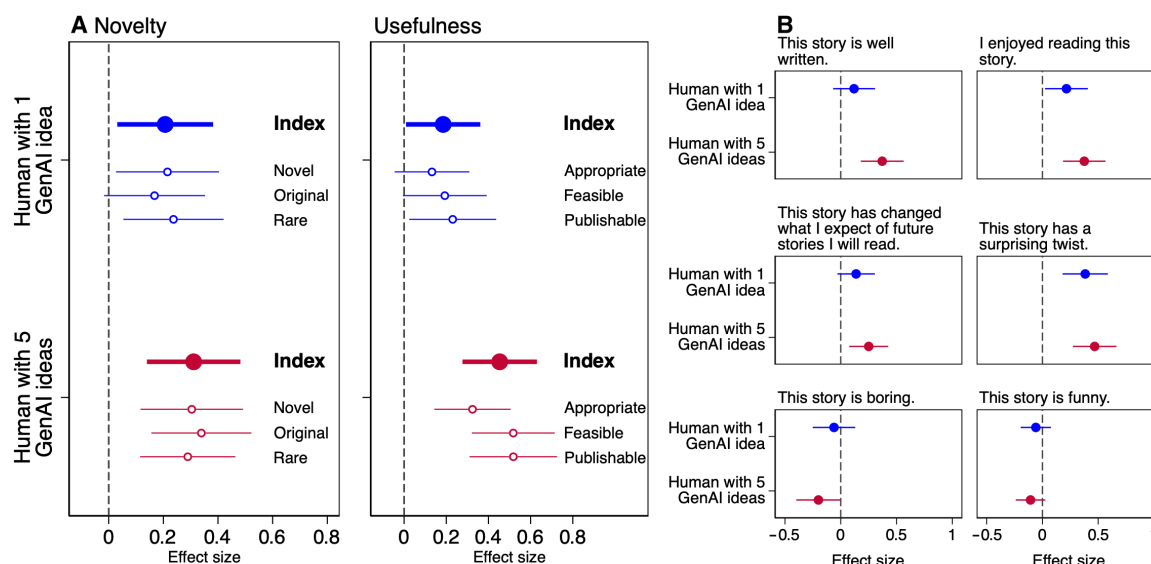 A Novelty
Usefulness
Human with 1
GenAI idea
Index
Novel
Original
Rare
Index
Appropriate
Feasible
Publishable
Human with 5
GenAI ideas
Index
Novel
Original
Rare
Index
Appropriate
Feasible
Publishable
0 0.2 0.4 0.6 0.8
Effect size
0 0.2 0.4 0.6 0.8
Effect size
B
This story is well
written.
I enjoyed reading this
story.
Human with 1
GenAI idea
Human with 5
GenAI ideas
This story has changed
what I expect of future
stories I will read.
This story has a
surprising twist.
Human with 1
GenAI idea
Human with 5
GenAI ideas
This story is boring.
This story is funny.
Human with 1
GenAI idea
Human with 5
GenAI ideas
−0.5 0 0.5 1
Effect size
−0.5 0 0.5
Effect size